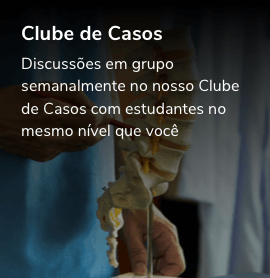 Clube de Casos
Discussões em grupo
semanalmente no nosso Clube
de Casos com estudantes no
mesmo nível que você